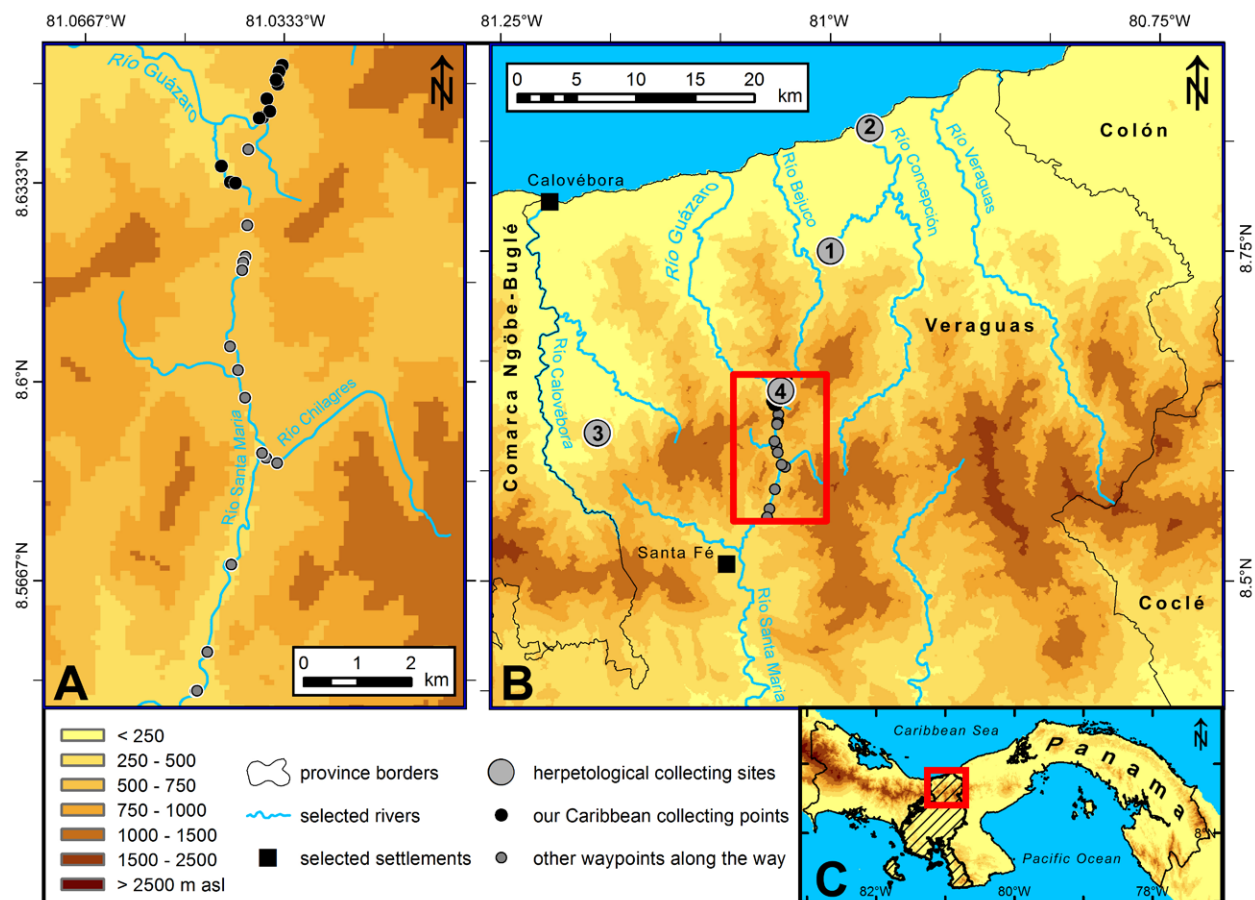 81.0667°W
81.0333°W
81.25°W
81°W
80.75°W
8.6333°N
8.6°N
8.5667°N
Río Guázaro
N
Río Chilagres
Río Santa María
A
0 1 2
km
0 5 10 15 20
km
N
2
Colón
Calovébora
Río Guázaro
Río Bejuco
Río Concepción
Río Veraguas
1
8.75°N
Comarca Ngöbe-Buglé
Río Calovébora
Veraguas
4
3
Santa Fé
8.5°N
Coclé
Río Santa María
B
< 250
250 - 500
500 - 750
750 - 1000
1000 - 1500
1500 - 2500
> 2500 m asl
province borders
selected rivers
selected settlements
herpetological collecting sites
our Caribbean collecting points
other waypoints along the way
Caribbean Sea
N
Panama
8°N
Pacific Ocean
C
82°W
80°W
78°W